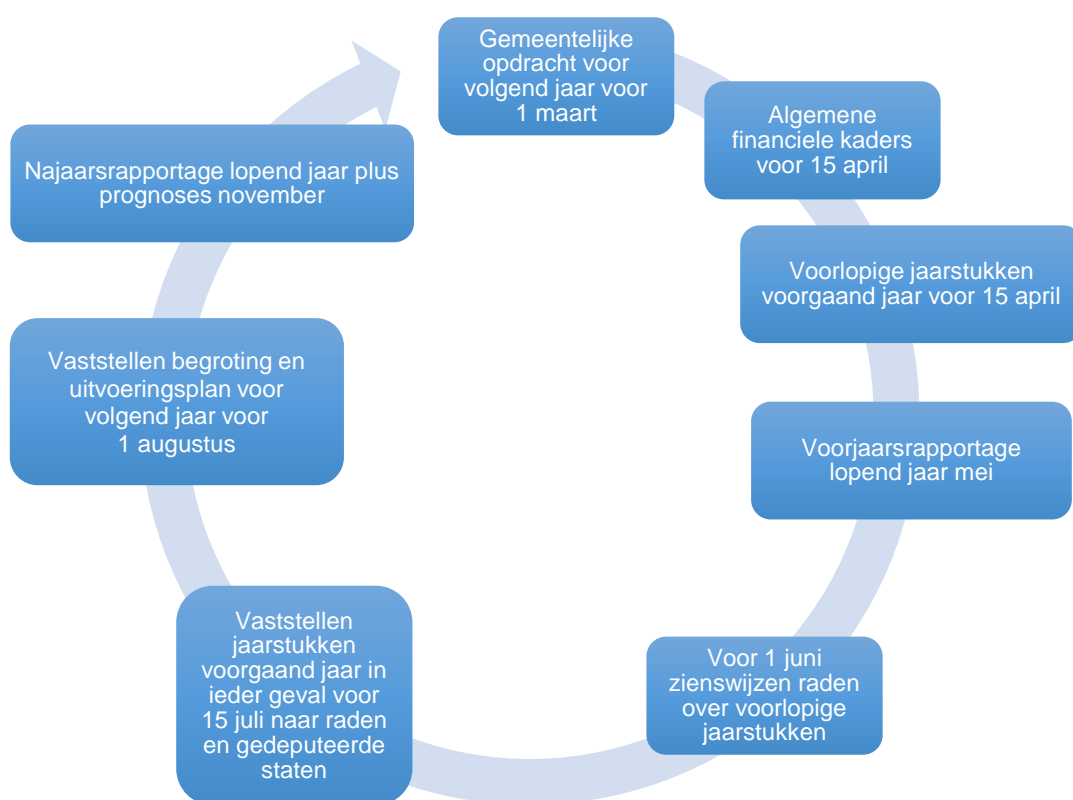 Gemeentelijke
opdracht voor
volgend jaar voor
1 maart
Algemene
financiele kaders
voor 15 april
Voorlopige jaarstukken
voorgaand jaar voor 15 april
Voorjaarsrapportage
lopend jaar mei
Voor 1 juni
zienswijzen raden
over voorlopige
jaarstukken
Vaststellen
jaarstukken
voorgaand jaar in
ieder geval voor
15 juli naar raden
en gedeputeerde
staten
Vaststellen begroting en
uitvoeringsplan voor
volgend jaar voor
1 augustus
Najaarsrapportage lopend jaar plus
prognoses november